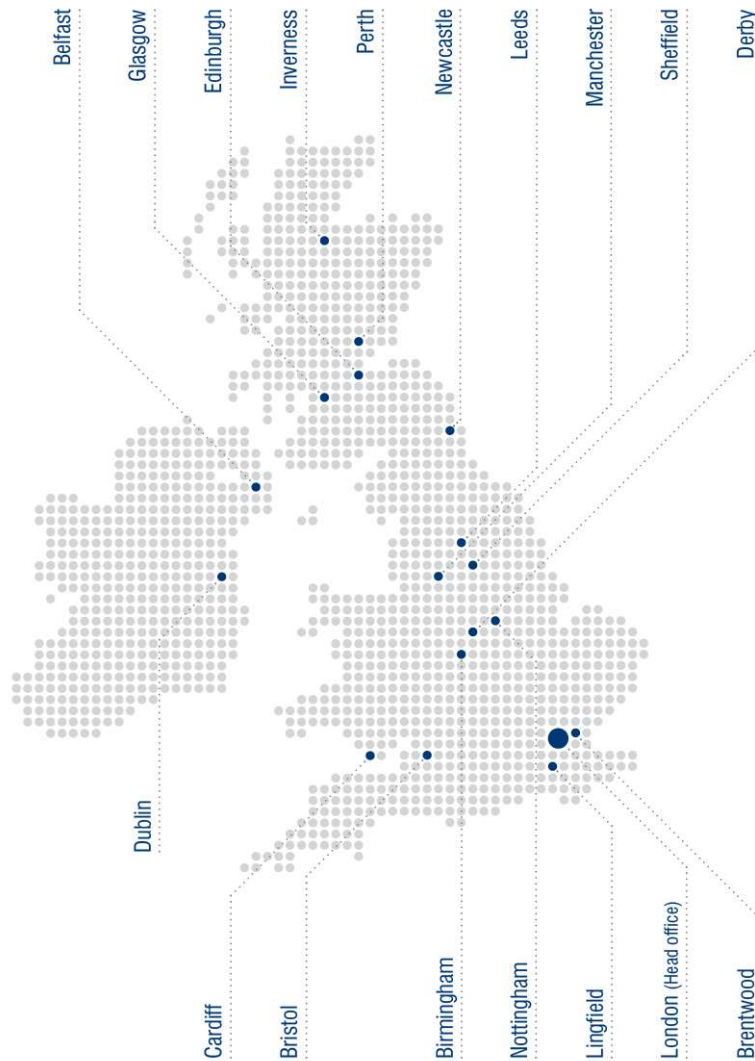 Belfast
Glasgow
Edinburgh
Inverness
Perth
Newcastle
Leeds
Manchester
Sheffield
Derby
Dublin
Cardiff
Bristol
Birmingham
Nottingham
Lingfield
London (Head office)
Brentwood